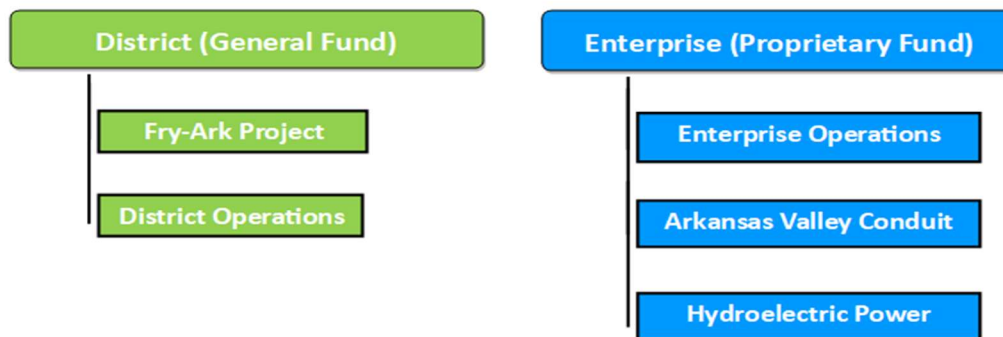 District (General Fund)
Fry-Ark Project
District Operations
Enterprise (Proprietary Fund)
Enterprise Operations
Arkansas Valley Conduit
Hydroelectric Power